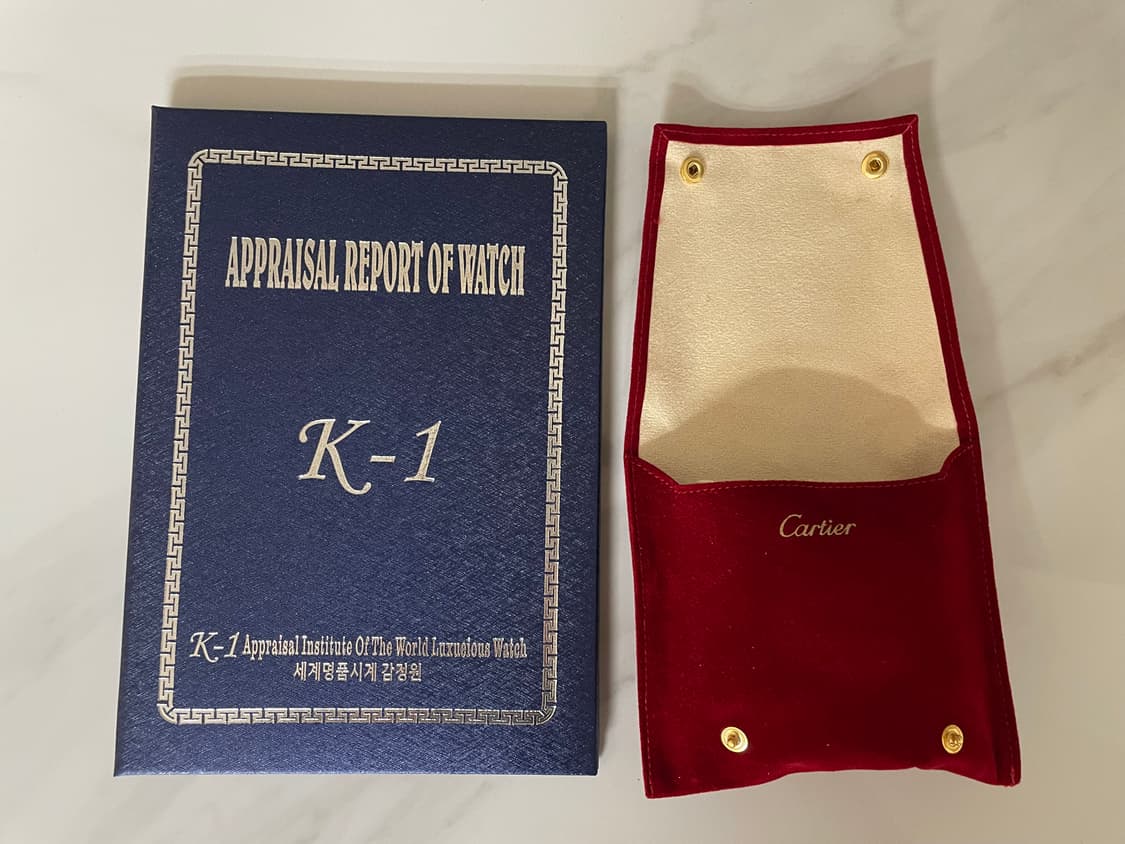 APPRAISAL REPORT OF WATCH
K-1
K-1 Appraisal Institute Of The World Luxucious Watch
세계명품시계 감정원
Cartier